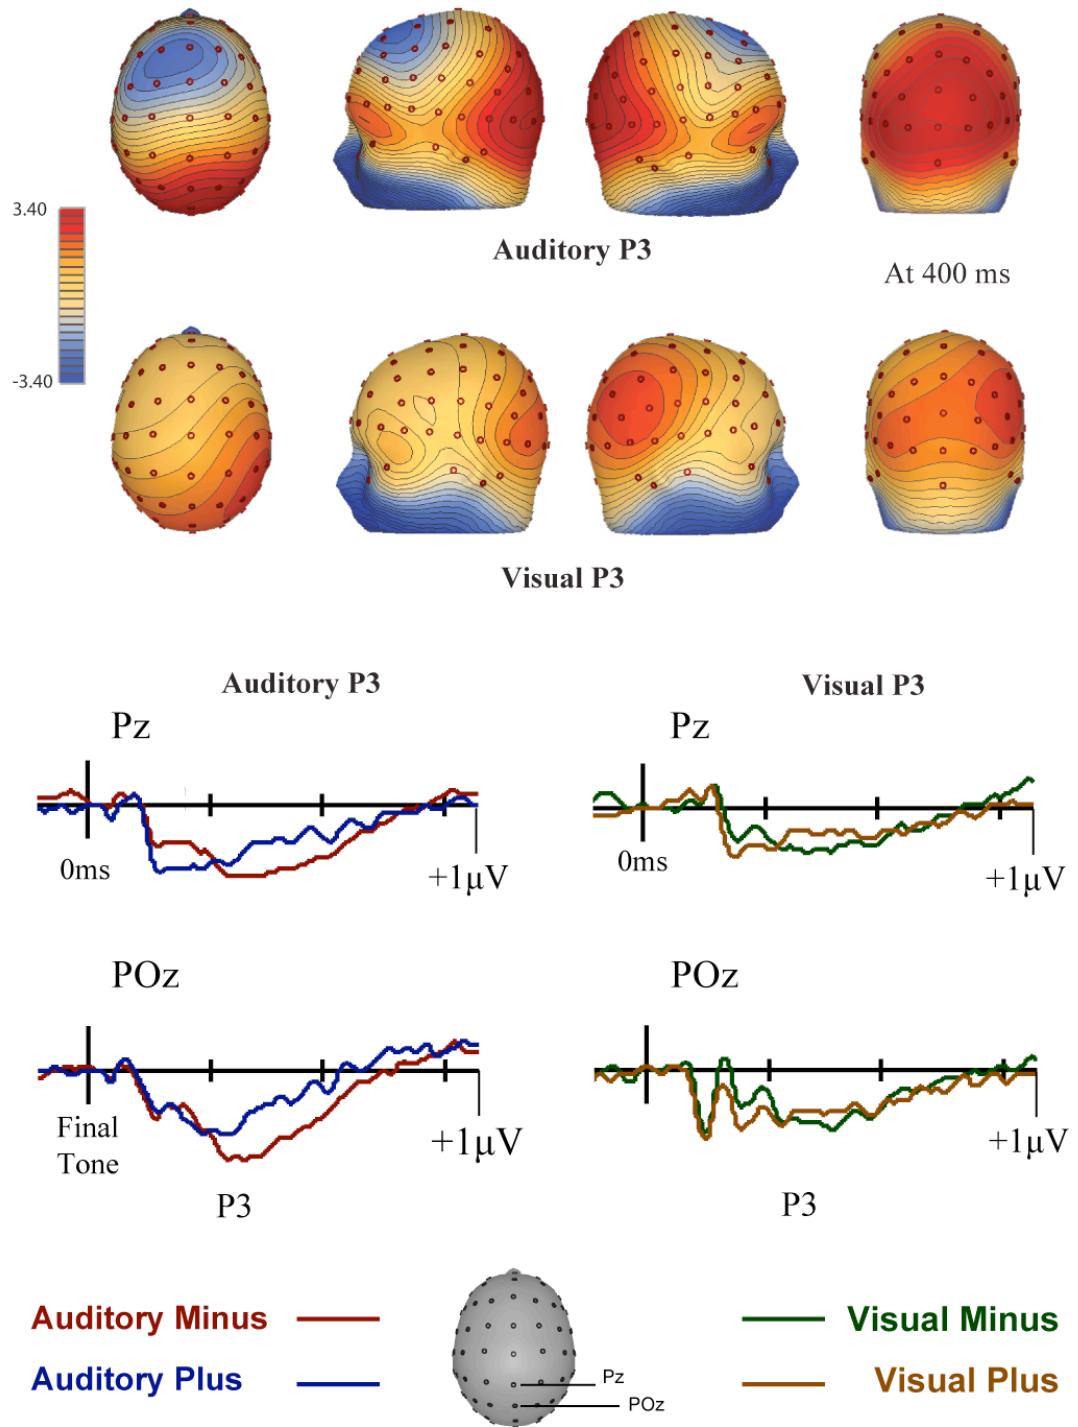 3.40
-3.40
Auditory P3
At 400 ms
Visual P3
Auditory P3
Visual P3
Pz
Pz
0ms
+1μV
0ms
+1μV
POz
POz
Final
Tone
+1μV
+1μV
P3
P3
Auditory Minus
Visual Minus
Auditory Plus
Visual Plus
Pz
POz